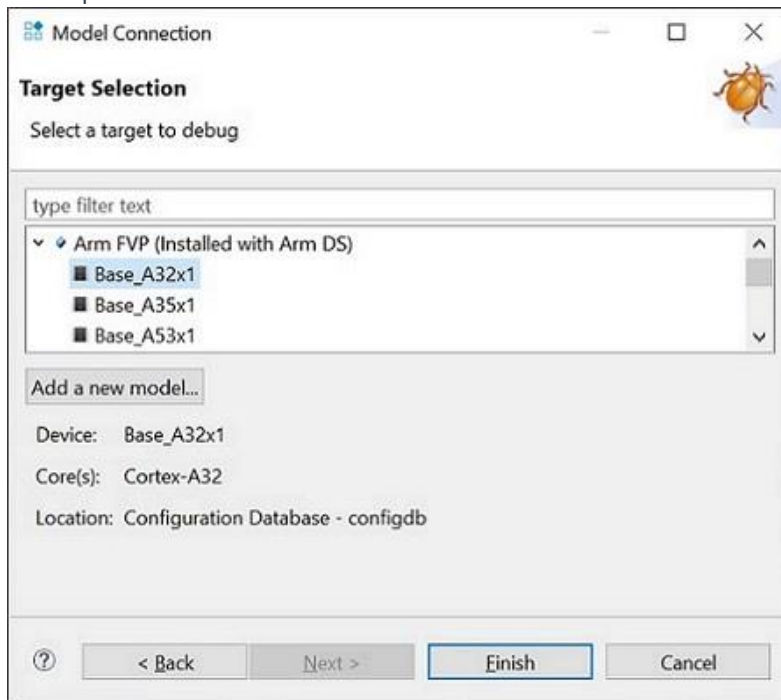 Model Connection
Target Selection
Select a target to debug
type filter text
Arm FVP (Installed with Arm DS)
Base_A32x1
Base_A35x1
Base_A53x1
Add a new model...
Device: Base_A32x1
Core(s): Cortex-A32
Location: Configuration Database - configdb
? < Back Next > Finish Cancel